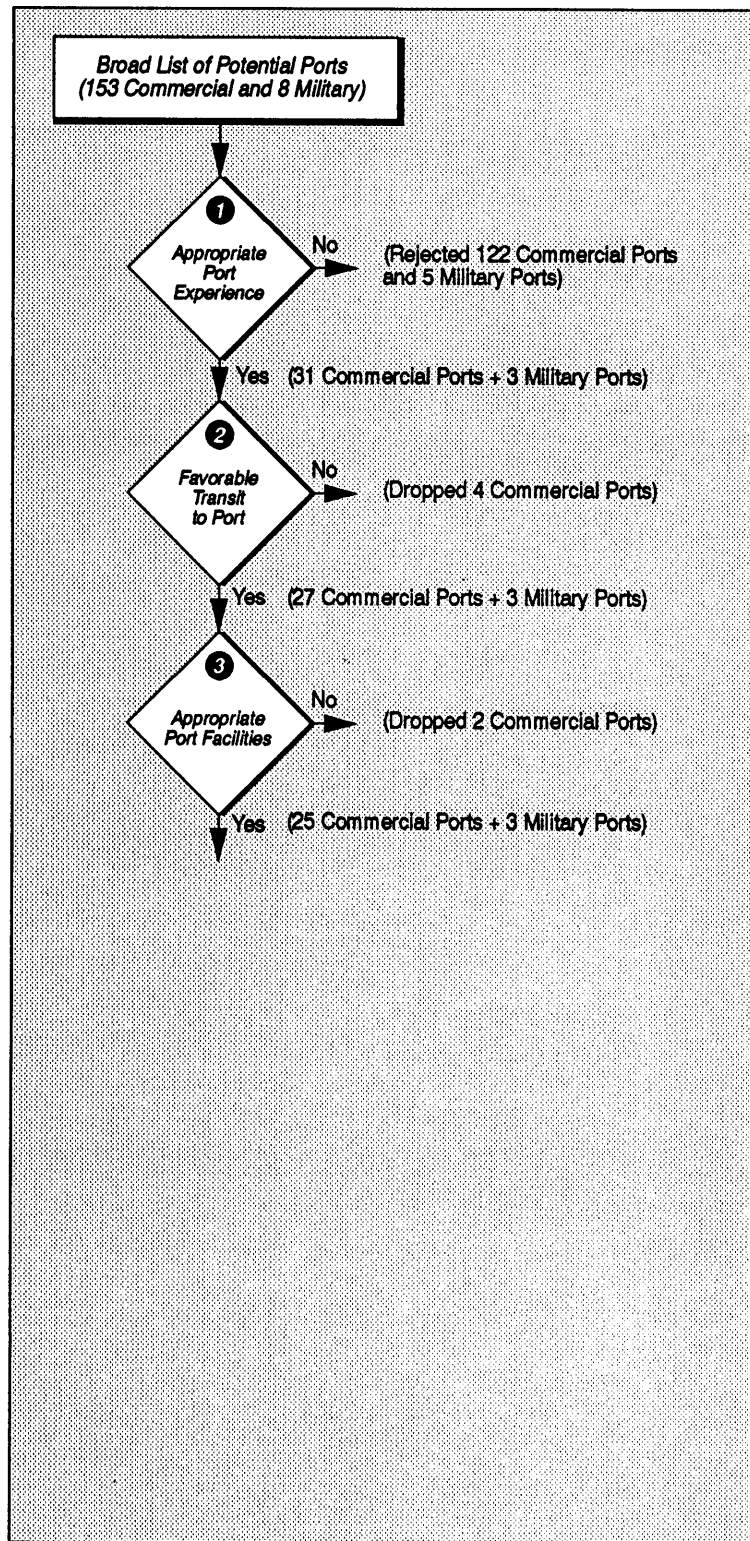 Broad List of Potential Ports
(153 Commercial and 8 Military)
1
Appropriate
Port
Experience
No
(Rejected 122 Commercial Ports
and 5 Military Ports)
Yes (31 Commercial Ports + 3 Military Ports)
2
Favorable
Transit
to Port
No
(Dropped 4 Commercial Ports)
Yes (27 Commercial Ports + 3 Military Ports)
3
Appropriate
Port Facilities
No
(Dropped 2 Commercial Ports)
Yes (25 Commercial Ports + 3 Military Ports)